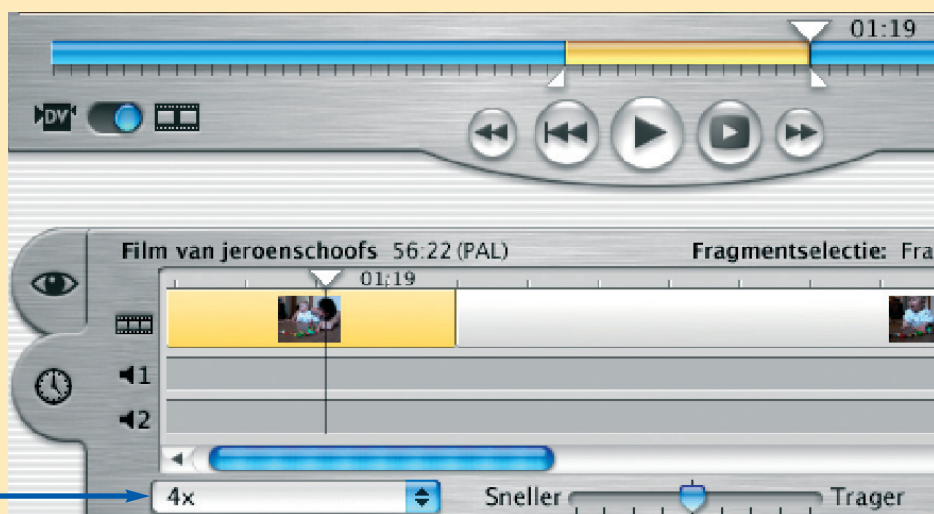 01:19
DV
Film van jeroenschoofs 56:22 (PAL)
Fragmentselectie: Fra
01:19
1
2
4x
Sneller
Trager